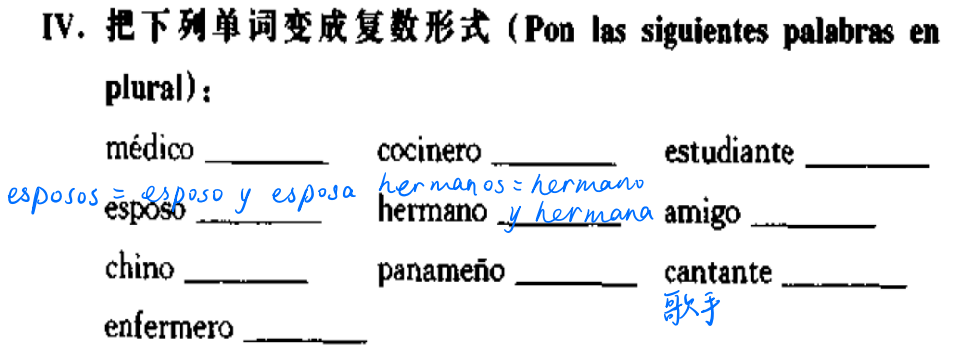 IV. 把下列单词变成复数形式 (Pon las siguientes palabras en
plural):
médico ________ cocinero ________ estudiante ________
esposos = esposo y esposa hermanos = hermano
esposo ________ hermano ________ y hermana amigo ________
chino ________ panameño ________ cantante ________
歌手
enfermero ________